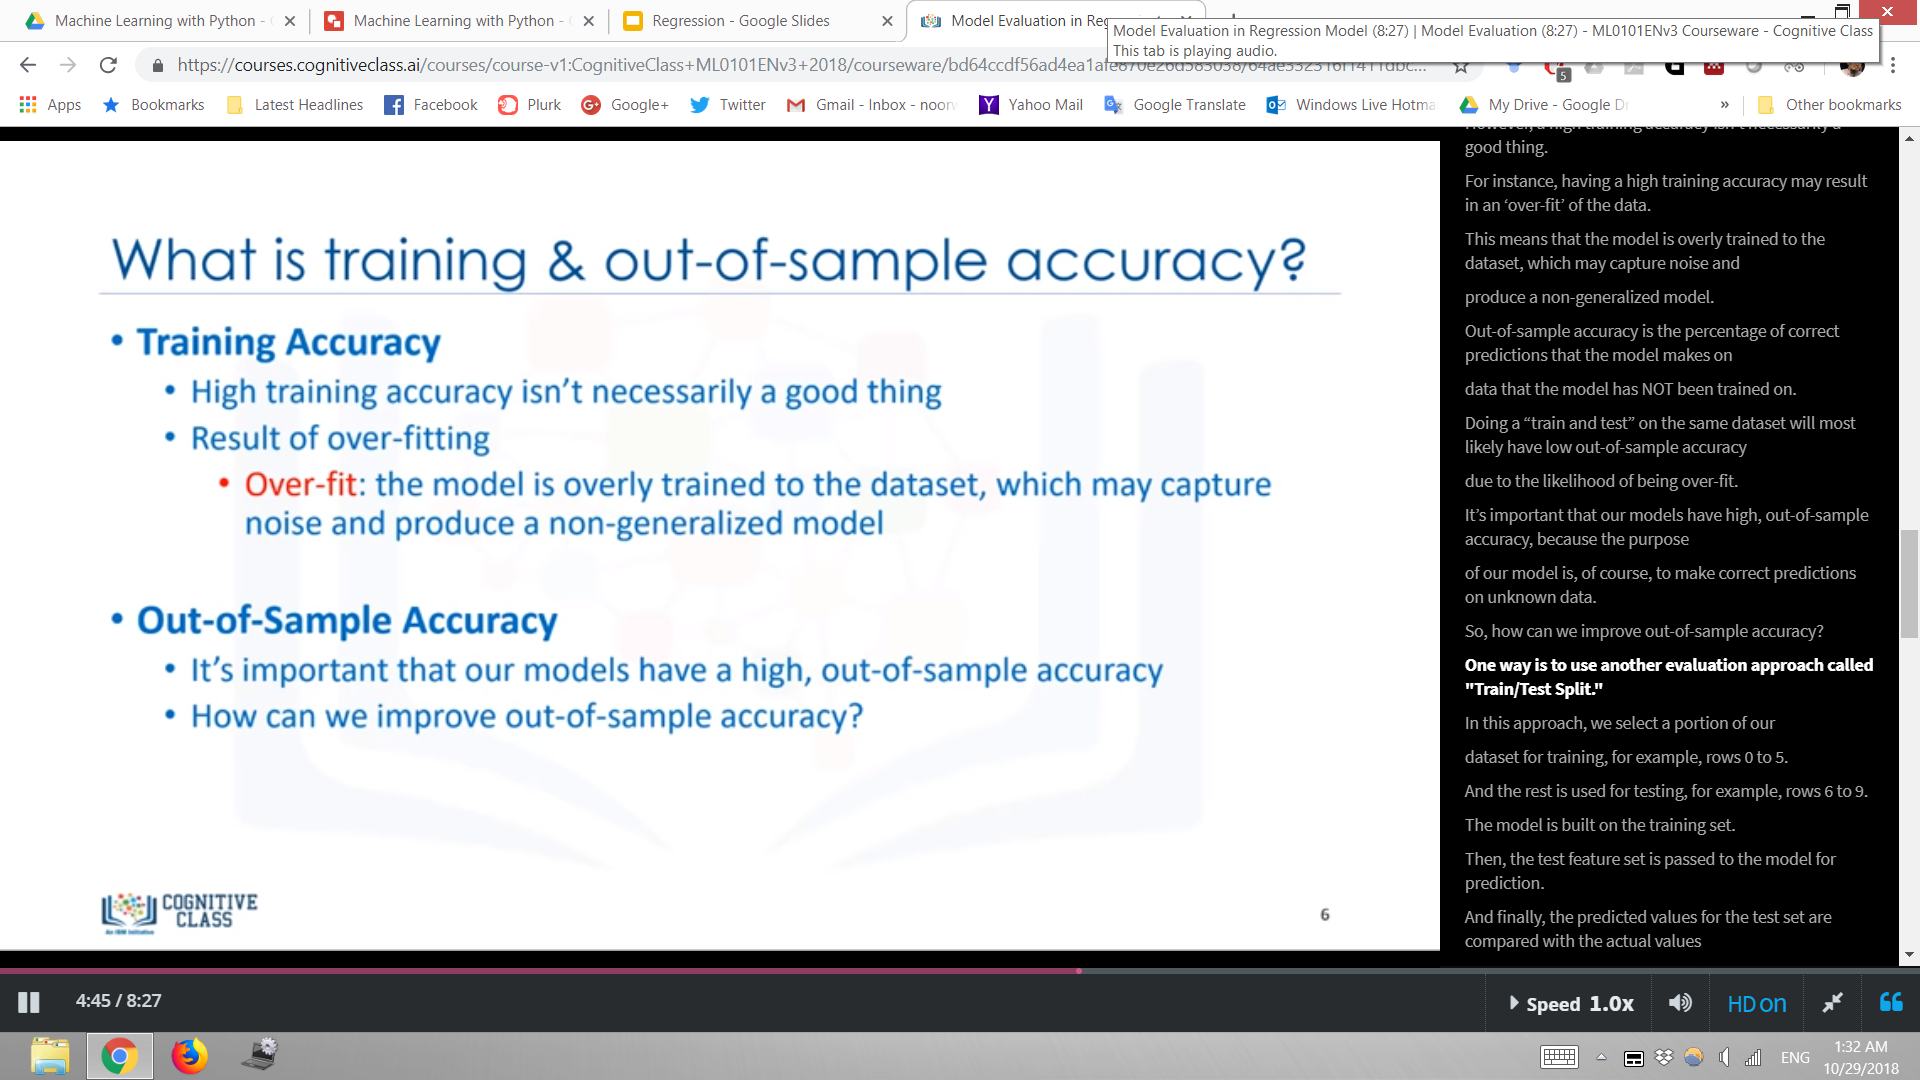 Machine Learning with Python -
Machine Learning with Python -
Regression - Google Slides
Model Evaluation in Reg
Model Evaluation in Regression Model (8:27) | Model Evaluation (8:27) - ML0101ENv3 Courseware - Cognitive Class
This tab is playing audio.
https://courses.cognitiveclass.ai/courses/course-v1:CognitiveClass+ML0101ENv3+2018/courseware/
5
Apps
Bookmarks
Latest Headlines
Facebook
Plurk
Google+
Twitter
Gmail - Inbox - noorv
Yahoo Mail
Google Translate
Windows Live Hotma
My Drive - Google Dr
»
Other bookmarks
What is training & out-of-sample accuracy?
• Training Accuracy
• High training accuracy isn’t necessarily a good thing
• Result of over-fitting
• Over-fit: the model is overly trained to the dataset, which may capture
noise and produce a non-generalized model
• Out-of-Sample Accuracy
• It’s important that our models have a high, out-of-sample accuracy
• How can we improve out-of-sample accuracy?
COGNITIVE
CLASS
An IBM Initiative
6
However, a high training accuracy isn’t necessarily a
good thing.
For instance, having a high training accuracy may result
in an ‘over-fit’ of the data.
This means that the model is overly trained to the
dataset, which may capture noise and
produce a non-generalized model.
Out-of-sample accuracy is the percentage of correct
predictions that the model makes on
data that the model has NOT been trained on.
Doing a “train and test” on the same dataset will most
likely have low out-of-sample accuracy
due to the likelihood of being over-fit.
It’s important that our models have high, out-of-sample
accuracy, because the purpose
of our model is, of course, to make correct predictions
on unknown data.
So, how can we improve out-of-sample accuracy?
One way is to use another evaluation approach called
"Train/Test Split."
In this approach, we select a portion of our
dataset for training, for example, rows 0 to 5.
And the rest is used for testing, for example, rows 6 to 9.
The model is built on the training set.
Then, the test feature set is passed to the model for
prediction.
And finally, the predicted values for the test set are
compared with the actual values
4:45 / 8:27
Speed 1.0x
HD on
ENG
1:32 AM
10/29/2018